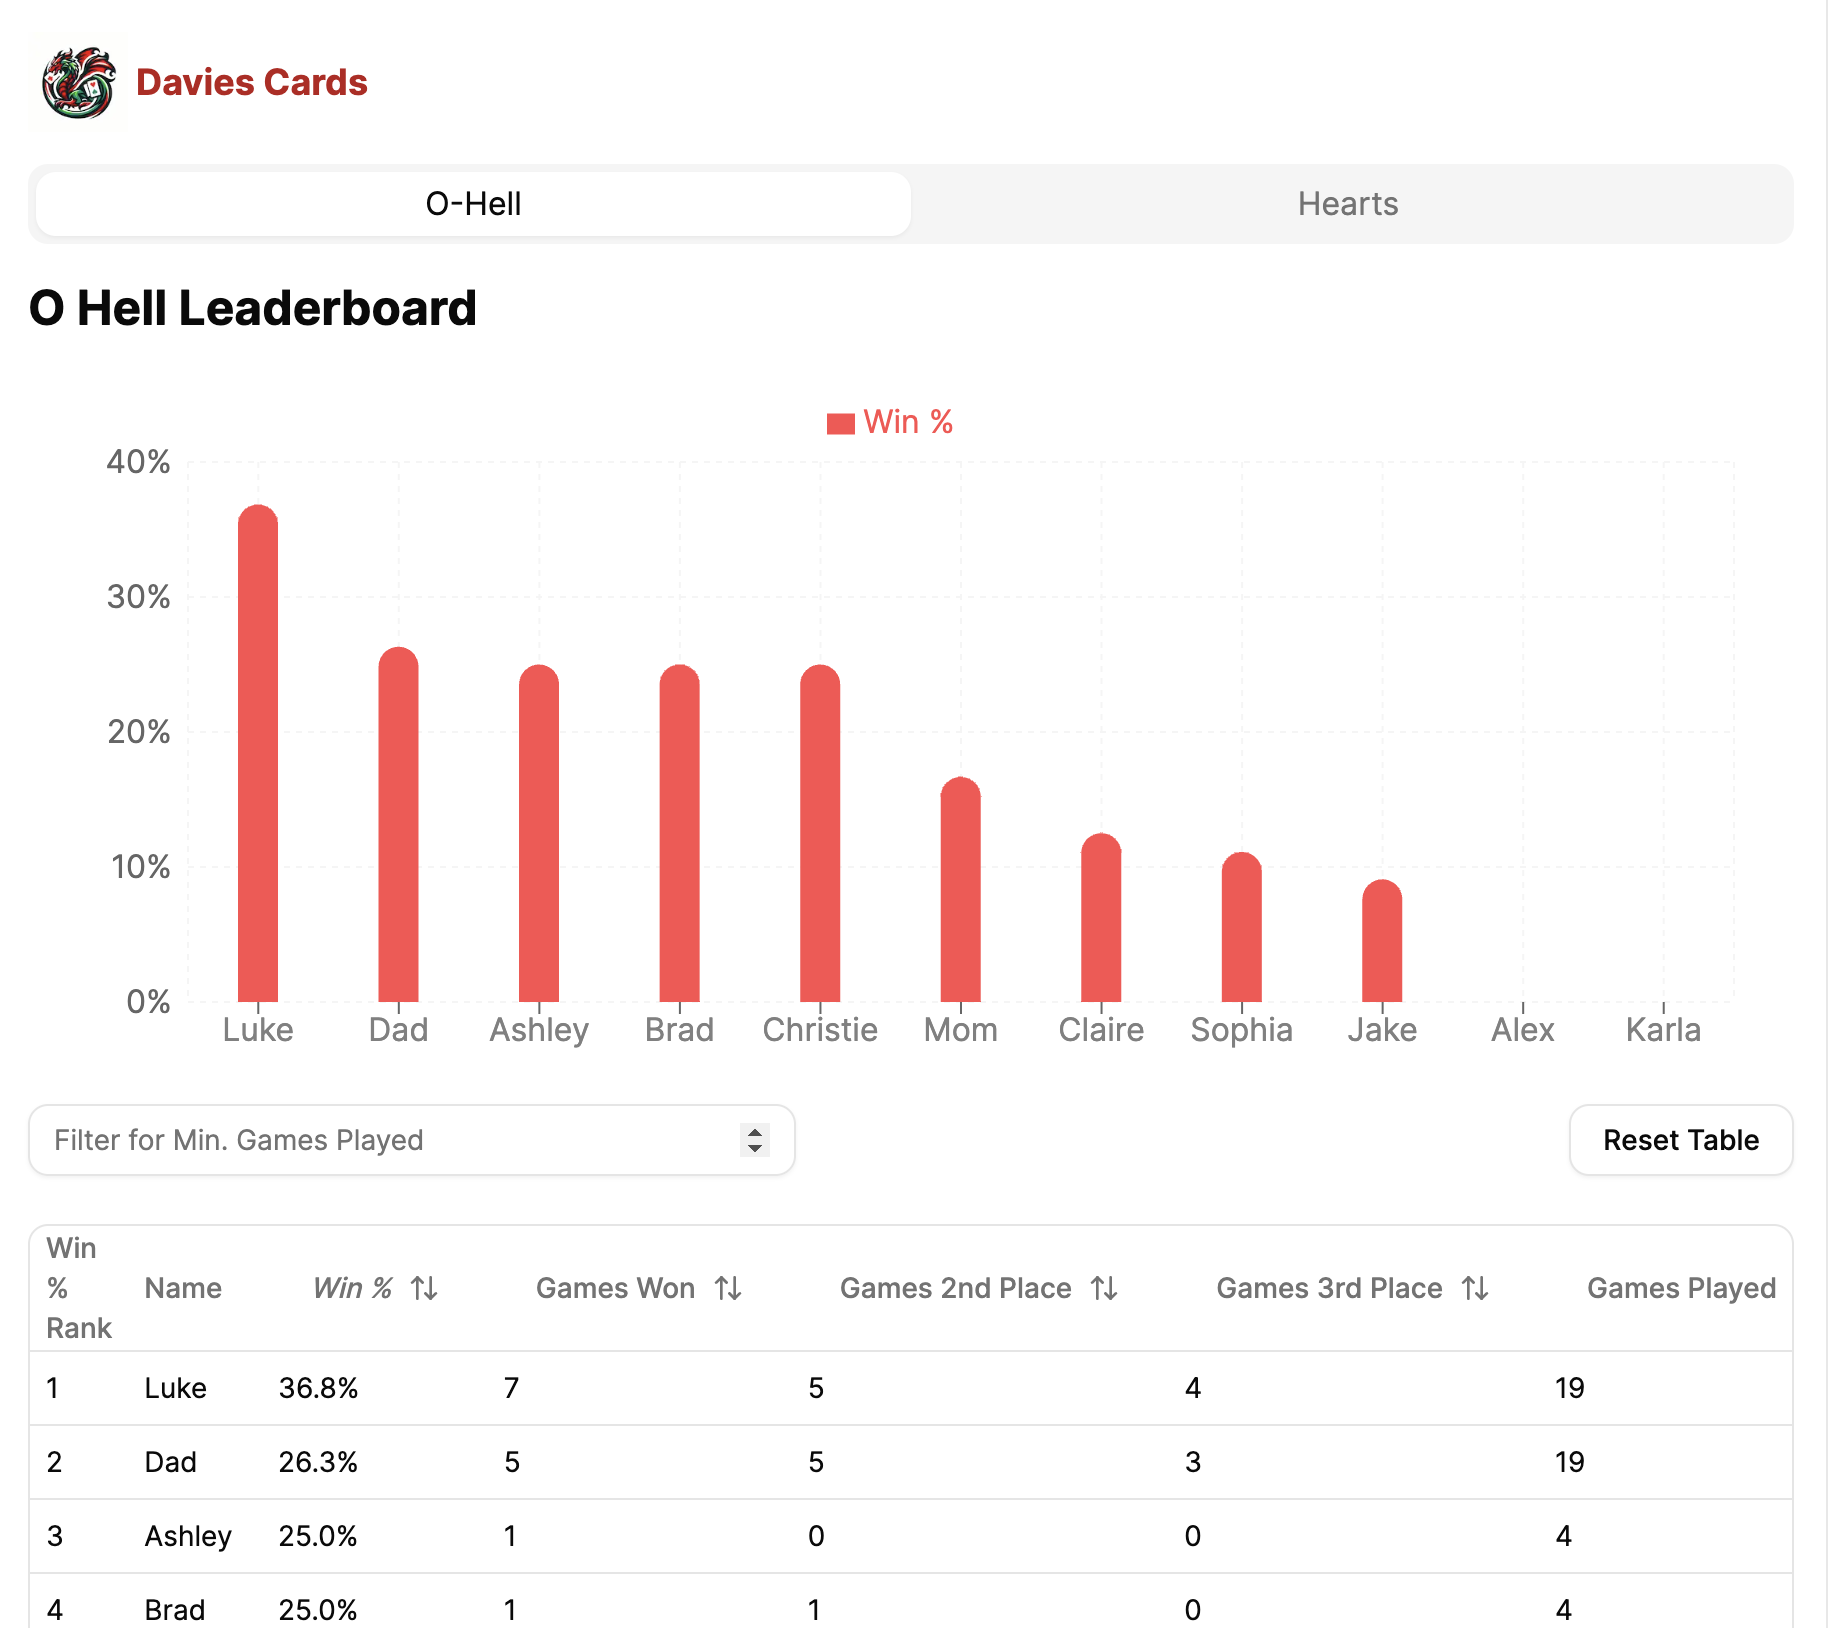 Davies Cards
O-Hell Hearts
O Hell Leaderboard
Win %
40%
30%
20%
10%
0%
Luke Dad Ashley Brad Christie Mom Claire Sophia Jake Alex Karla
Filter for Min. Games Played
Reset Table
Win % Rank Name Win % Games Won Games 2nd Place Games 3rd Place Games Played
1 Luke 36.8% 7 5 4 19
2 Dad 26.3% 5 5 3 19
3 Ashley 25.0% 1 0 0 4
4 Brad 25.0% 1 1 0 4